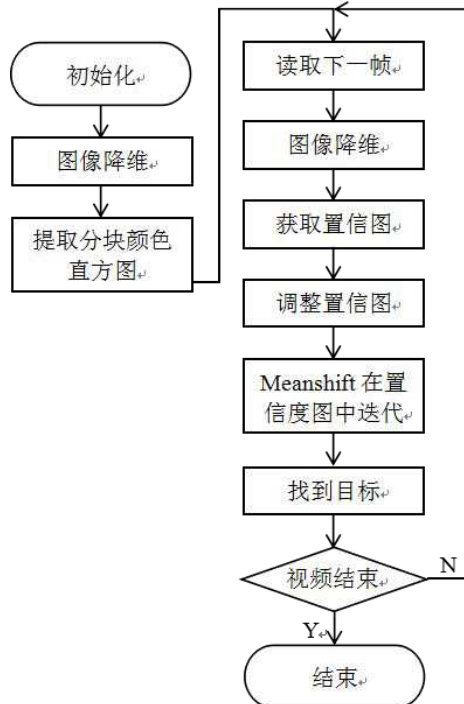 初始化
图像降维
提取分块颜色
直方图
读取下一帧
图像降维
获取置信图
调整置信图
Meanshift 在置
信度图中迭代
找到目标
视频结束
N
Y
结束